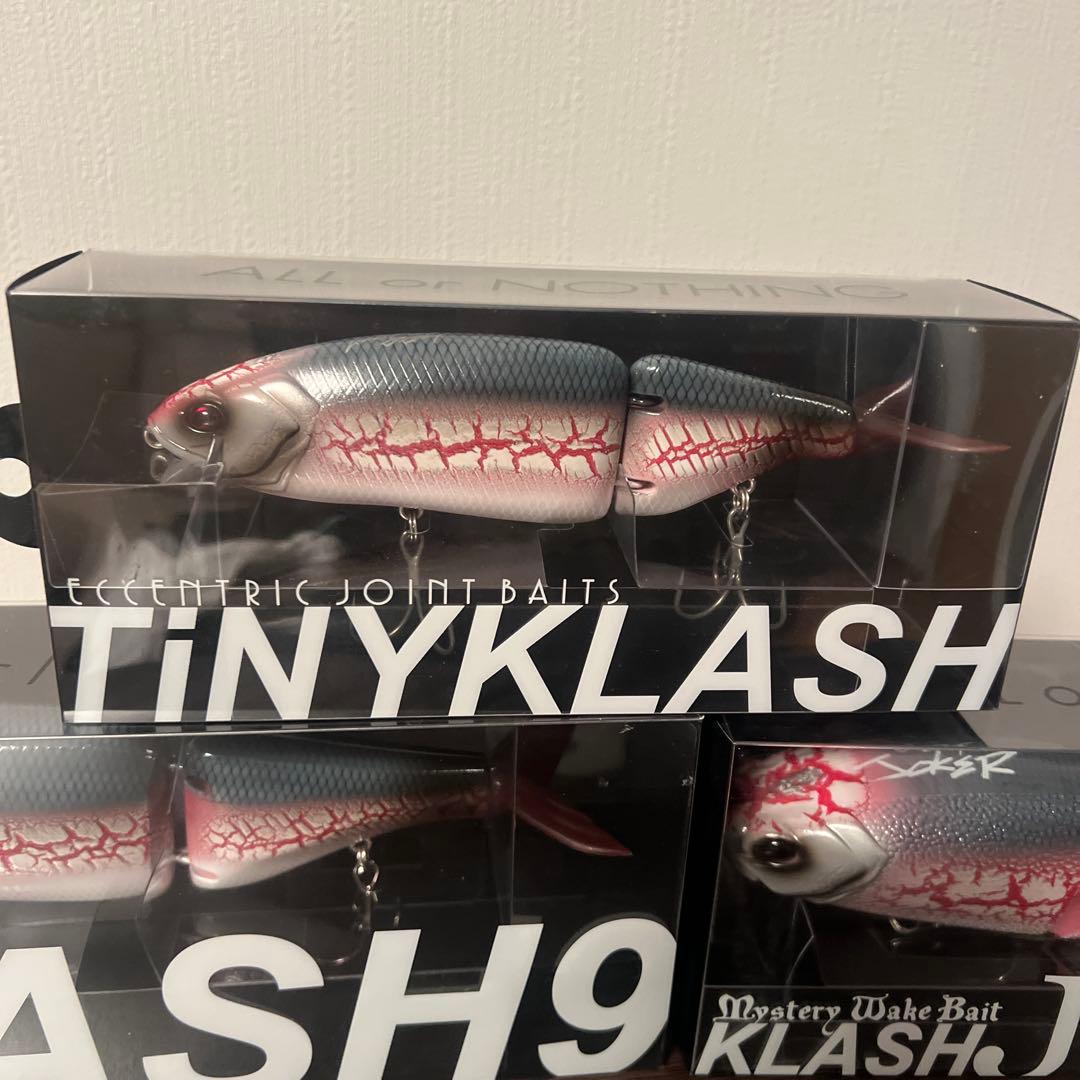 ALL or NOTHING
ECCENTRIC JOINT BAITS
TiNYKLASH
ASH9
JOKER
Mystery Wake Bait
KLASH J